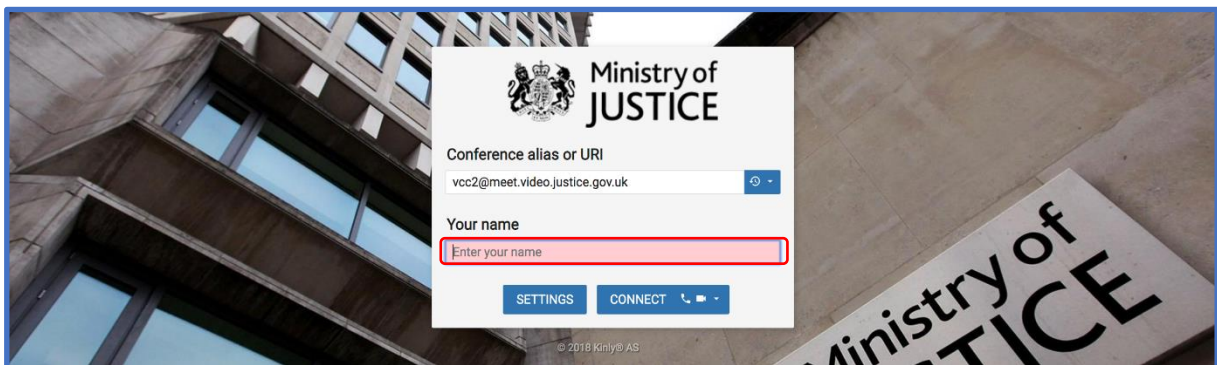 Ministry of
JUSTICE
Conference alias or URI
vcc2@meet.video.justice.gov.uk
Your name
Enter your name
SETTINGS
CONNECT
© 2018 Kinly® AS
Ministry of
JUSTICE